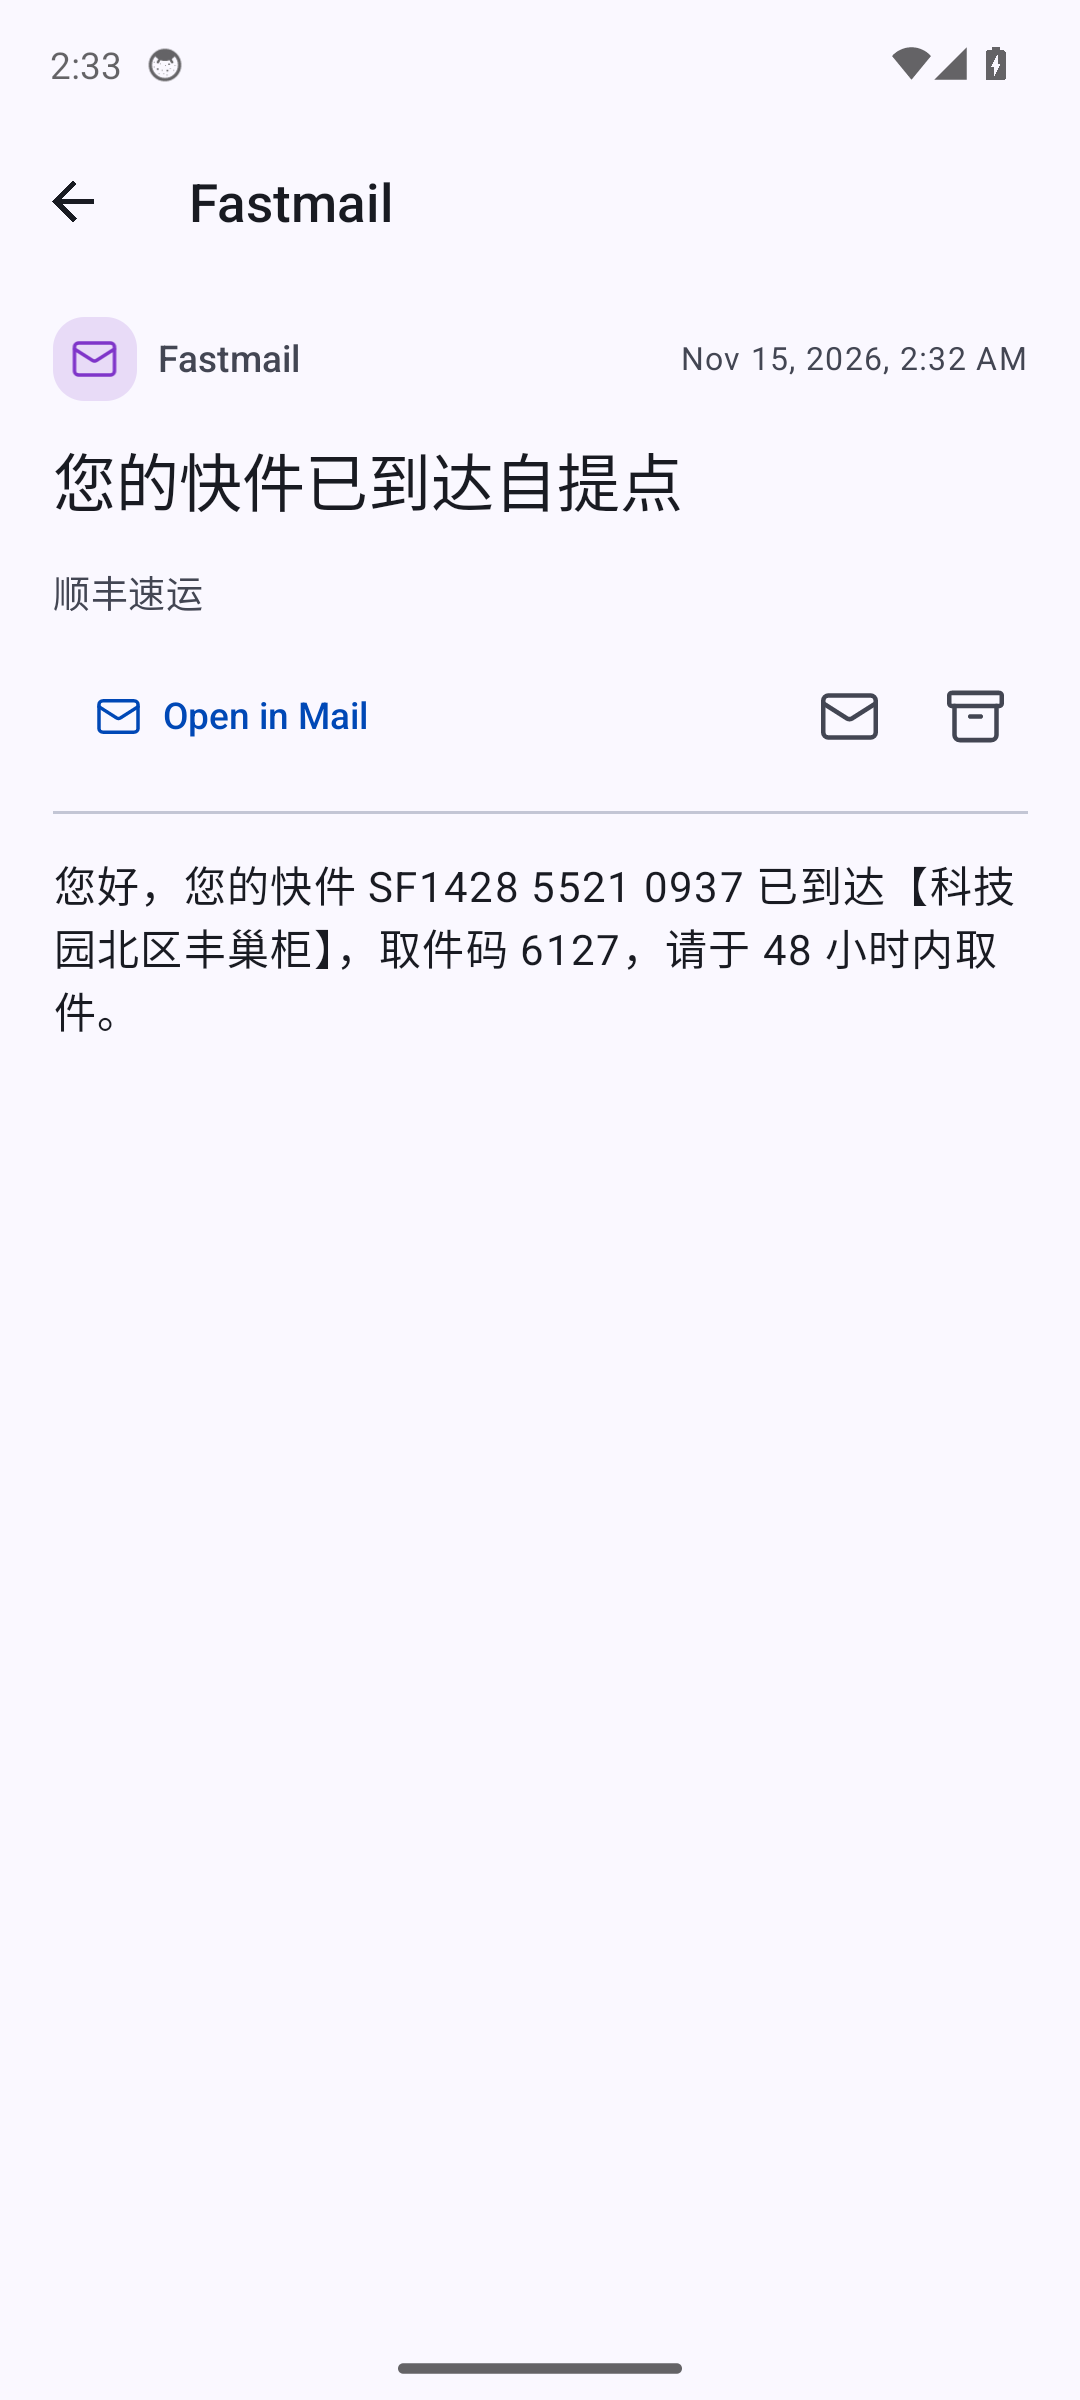 2:33
Fastmail
Fastmail
Nov 15, 2026, 2:32 AM
您的快件已到达自提点
顺丰速运
Open in Mail
您好，您的快件 SF1428 5521 0937 已到达【科技
园北区丰巢柜】，取件码 6127，请于 48 小时内取
件。